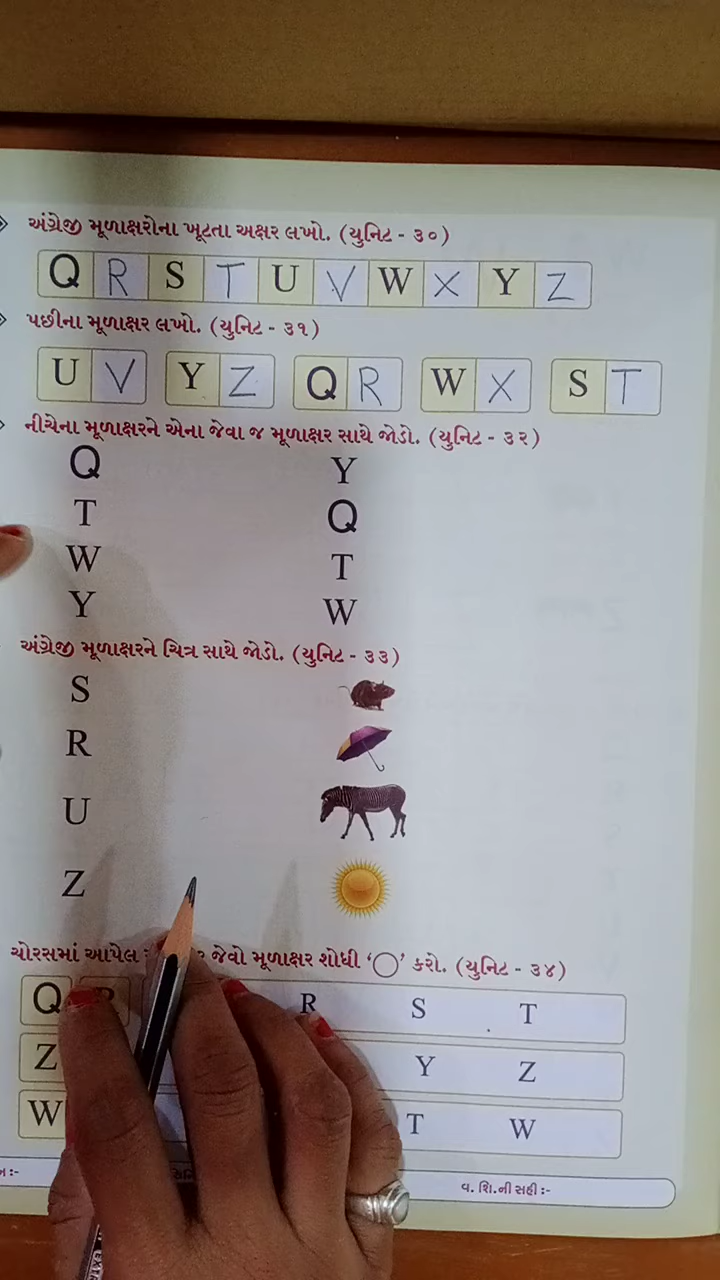 અંગ્રેજી મૂળાક્ષરોના ખૂટતા અક્ષર લખો. (યુનિટ - ૩૦)
Q R S T U V W X Y Z
પછીના મૂળાક્ષર લખો. (યુનિટ - ૩૧)
U V Y Z Q R W X S T
નીચેના મૂળાક્ષરને એના જેવા જ મૂળાક્ષર સાથે જોડો. (યુનિટ - ૩૨)
Q Y
T Q
W T
Y W
અંગ્રેજી મૂળાક્ષરને ચિત્ર સાથે જોડો. (યુનિટ - ૩૩)
S
R
U
Z
ચોરસમાં આપેલ જેવો મૂળાક્ષર શોધી ‘○’ કરો. (યુનિટ - ૩૪)
Q R S T
Z Y Z
W T W
વ. શિ.ની સહી :-